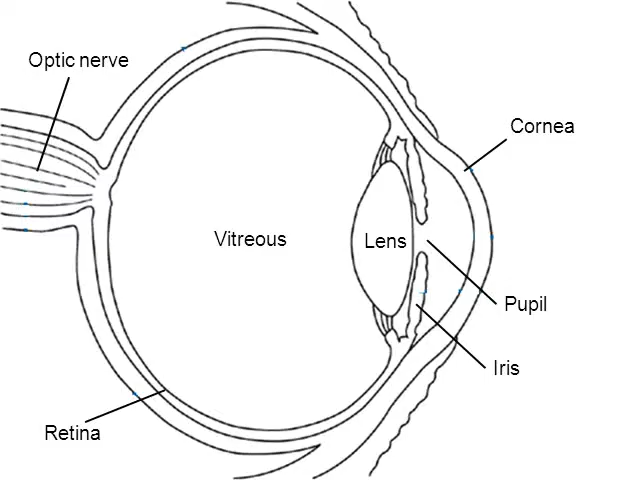 Optic nerve
Cornea
Vitreous
Lens
Pupil
Iris
Retina